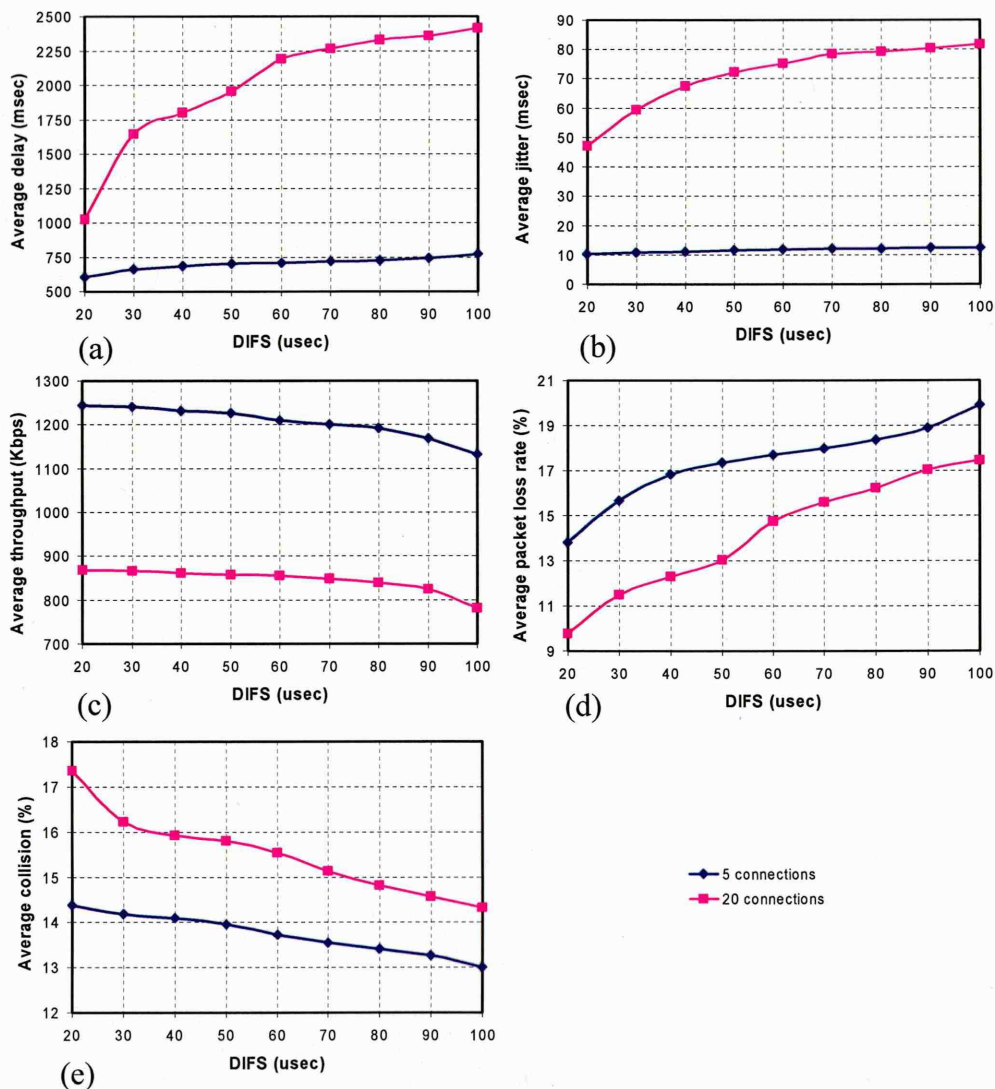 Average delay (msec)
2500
2250
2000
1750
1500
1250
1000
750
500
20 30 40 50 60 70 80 90 100
DIFS (usec)
(a)
Average jitter (msec)
90
80
70
60
50
40
30
20
10
0
20 30 40 50 60 70 80 90 100
DIFS (usec)
(b)
Average throughput (Kbps)
1300
1200
1100
1000
900
800
700
20 30 40 50 60 70 80 90 100
DIFS (usec)
(c)
Average packet loss rate (%)
21
19
17
15
13
11
9
20 30 40 50 60 70 80 90 100
DIFS (usec)
(d)
Average collision (%)
18
17
16
15
14
13
12
20 30 40 50 60 70 80 90 100
DIFS (usec)
(e)
5 connections
20 connections